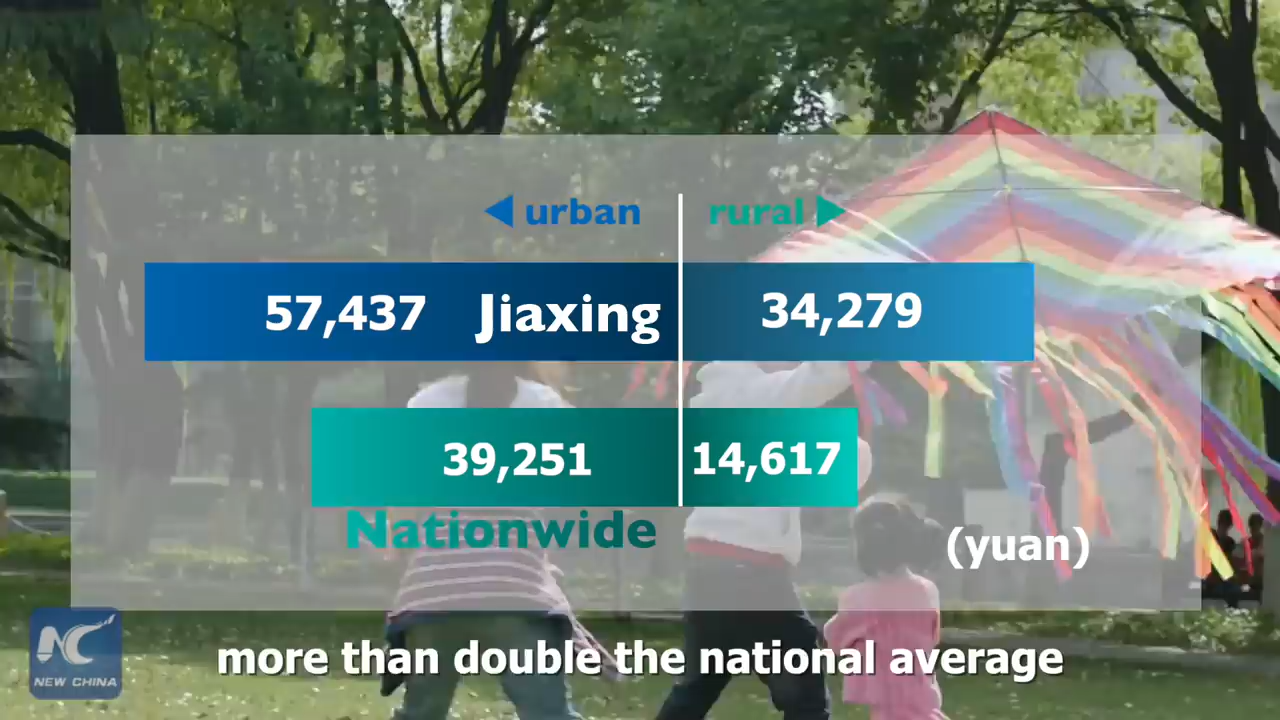 ◀ urban rural ▶
57,437 Jiaxing 34,279
39,251 14,617
Nationwide
(yuan)
NC
NEW CHINA
more than double the national average